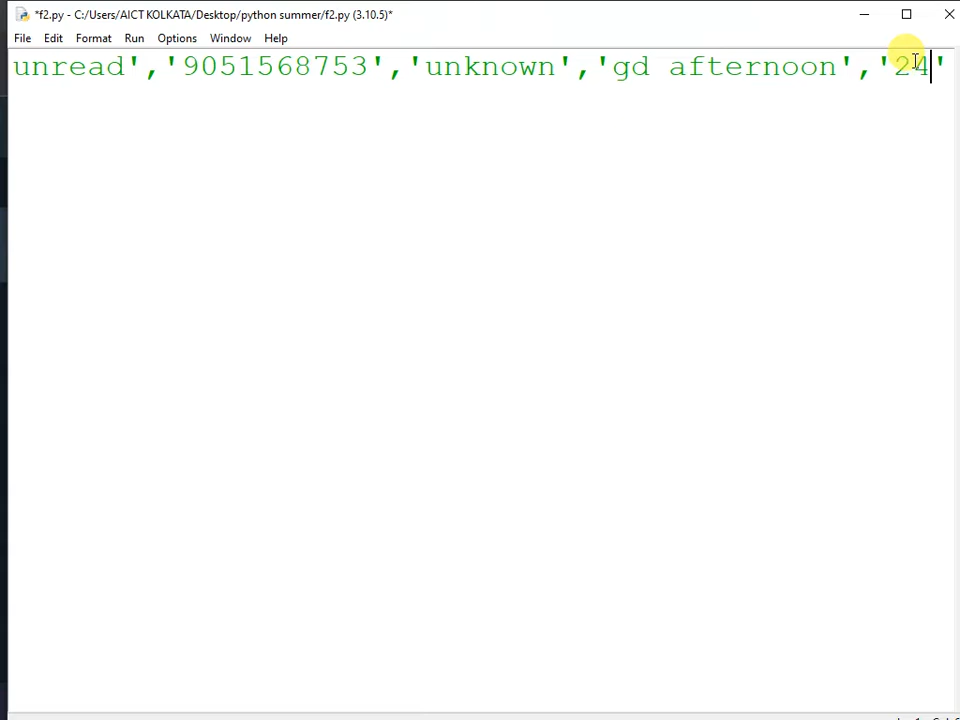 *f2.py - C:/Users/AICT KOLKATA/Desktop/python summer/f2.py (3.10.5)*
File Edit Format Run Options Window Help
unread','9051568753','unknown','gd afternoon','24'